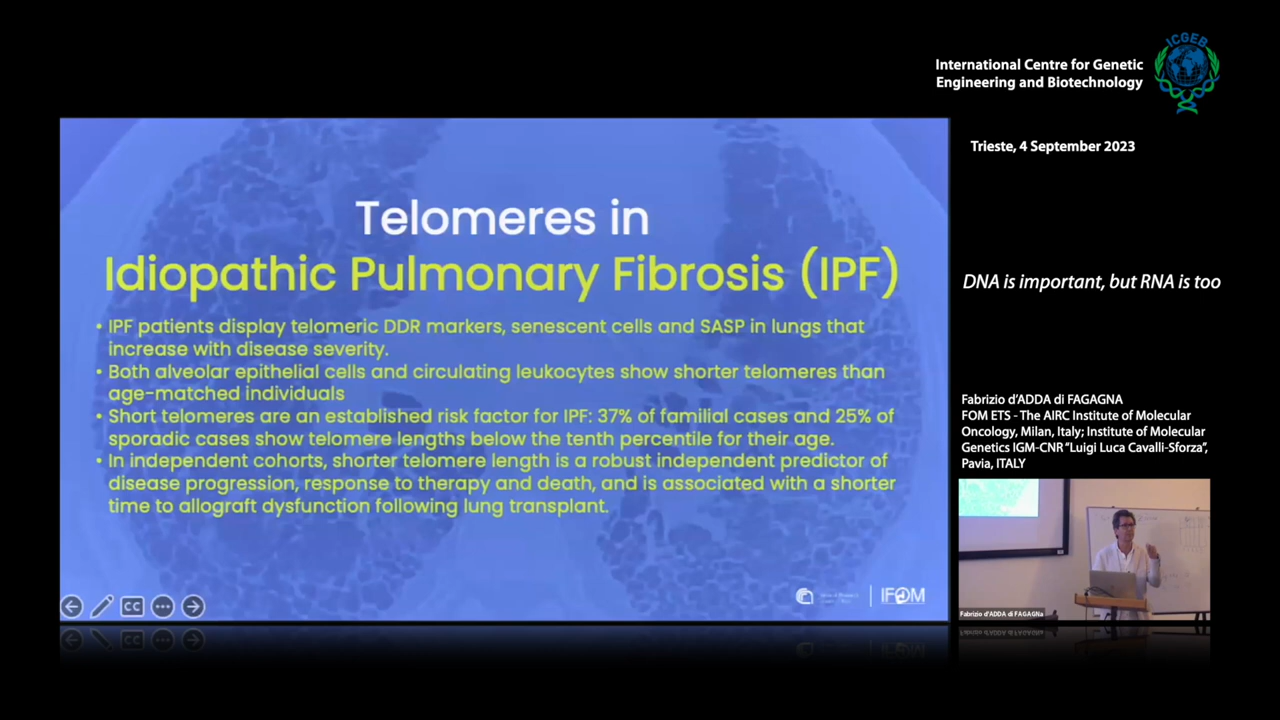 ICGEB
International Centre for Genetic
Engineering and Biotechnology
Trieste, 4 September 2023
Telomeres in
Idiopathic Pulmonary Fibrosis (IPF)
• IPF patients display telomeric DDR markers, senescent cells and SASP in lungs that
increase with disease severity.
• Both alveolar epithelial cells and circulating leukocytes show shorter telomeres than
age-matched individuals
• Short telomeres are an established risk factor for IPF: 37% of familial cases and 25% of
sporadic cases show telomere lengths below the tenth percentile for their age.
• In independent cohorts, shorter telomere length is a robust independent predictor of
disease progression, response to therapy and death, and is associated with a shorter
time to allograft dysfunction following lung transplant.
CC
IFOM
DNA is important, but RNA is too
Fabrizio d’ADDA di FAGAGNA
FOM ETS - The AIRC Institute of Molecular
Oncology, Milan, Italy; Institute of Molecular
Genetics IGM-CNR “Luigi Luca Cavalli-Sforza”,
Pavia, ITALY
Fabrizio d'ADDA di FAGAGNa